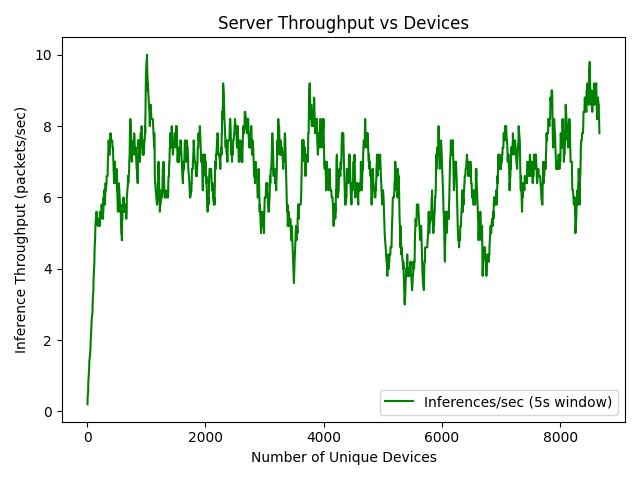 Server Throughput vs Devices
Inference Throughput (packets/sec)
10
8
6
4
2
0
0
2000
4000
6000
8000
Number of Unique Devices
Inferences/sec (5s window)